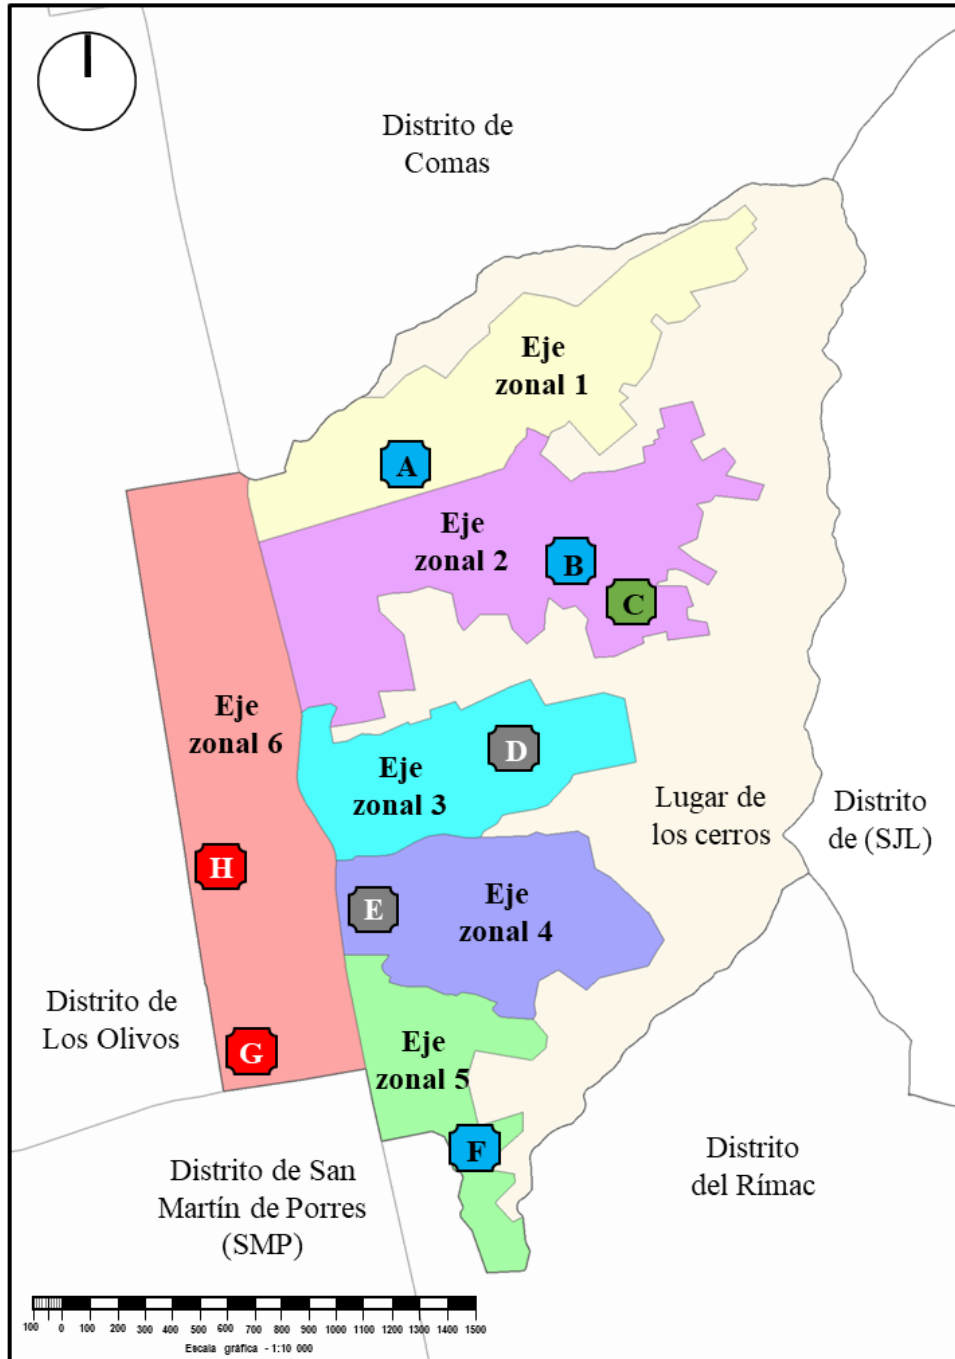 Distrito de
Comas
Eje
zonal 1
A
Eje
zonal 2
B
C
Eje
zonal 6
D
Eje
zonal 3
Lugar de
los cerros
Distrito
de (SJL)
H
E
Eje
zonal 4
Distrito de
Los Olivos
G
Eje
zonal 5
F
Distrito
del Rímac
Distrito de San
Martín de Porres
(SMP)
100 0 100 200 300 400 500 600 700 800 900 1000 1100 1200 1300 1400 1500
Escala gráfica - 1:10 000